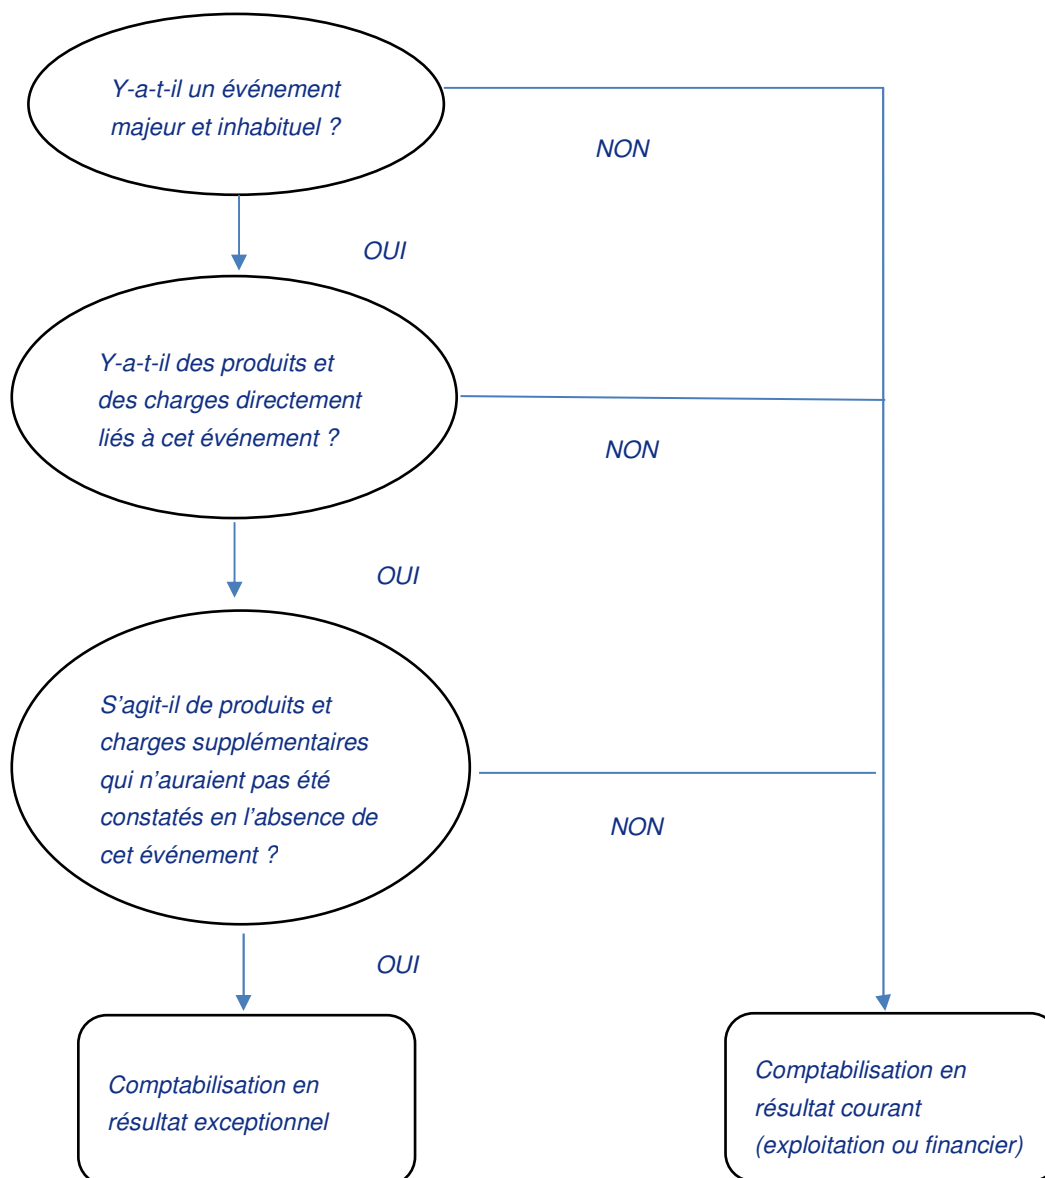 Y-a-t-il un événement
majeur et inhabituel ?
NON
OUI
Y-a-t-il des produits et
des charges directement
liés à cet événement ?
NON
OUI
S’agit-il de produits et
charges supplémentaires
qui n’auraient pas été
constatés en l’absence de
cet événement ?
NON
OUI
Comptabilisation en
résultat exceptionnel
Comptabilisation en
résultat courant
(exploitation ou financier)